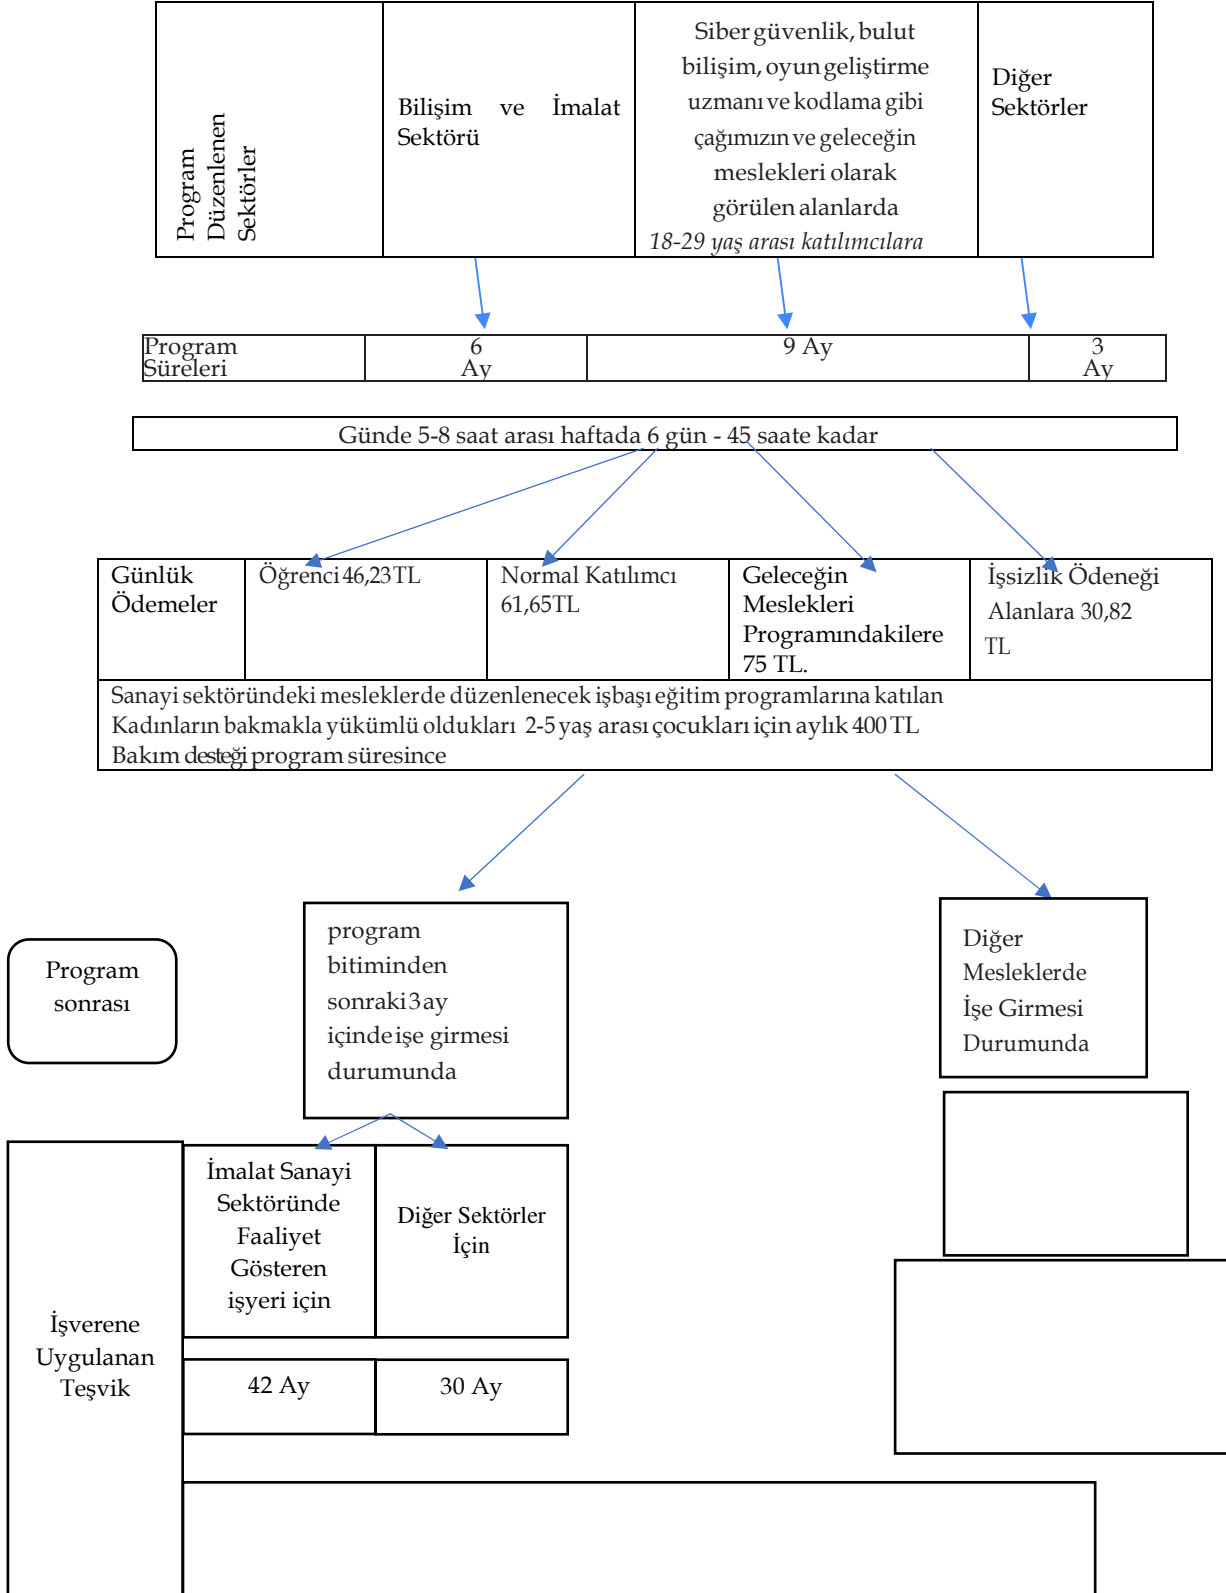 Program
Düzenlenen
Sektörler
Bilişim ve İmalat
Sektörü
Siber güvenlik, bulut
bilişim, oyun geliştirme
uzmanı ve kodlama gibi
çağımızın ve geleceğin
meslekleri olarak
görülen alanlarda
18-29 yaş arası katılımcılara
Diğer
Sektörler
Program
Süreleri
6
Ay
9 Ay
3
Ay
Günde 5-8 saat arası haftada 6 gün - 45 saate kadar
Günlük
Ödemeler
Öğrenci 46,23 TL
Normal Katılımcı
61,65TL
Geleceğin
Meslekleri
Programındakilere
75 TL.
İşsizlik Ödeneği
Alanlara 30,82
TL
Sanayi sektöründeki mesleklerde düzenlenecek işbaşı eğitim programlarına katılan
Kadınların bakmakla yükümlü oldukları 2-5 yaş arası çocukları için aylık 400 TL
Bakım desteği program süresince
Program
sonrası
program
bitiminden
sonraki 3 ay
içinde işe girmesi
durumunda
Diğer
Mesleklerde
İşe Girmesi
Durumunda
İşverene
Uygulanan
Teşvik
İmalat Sanayi
Sektöründe
Faaliyet
Gösteren
işyeri için
Diğer Sektörler
İçin
42 Ay
30 Ay